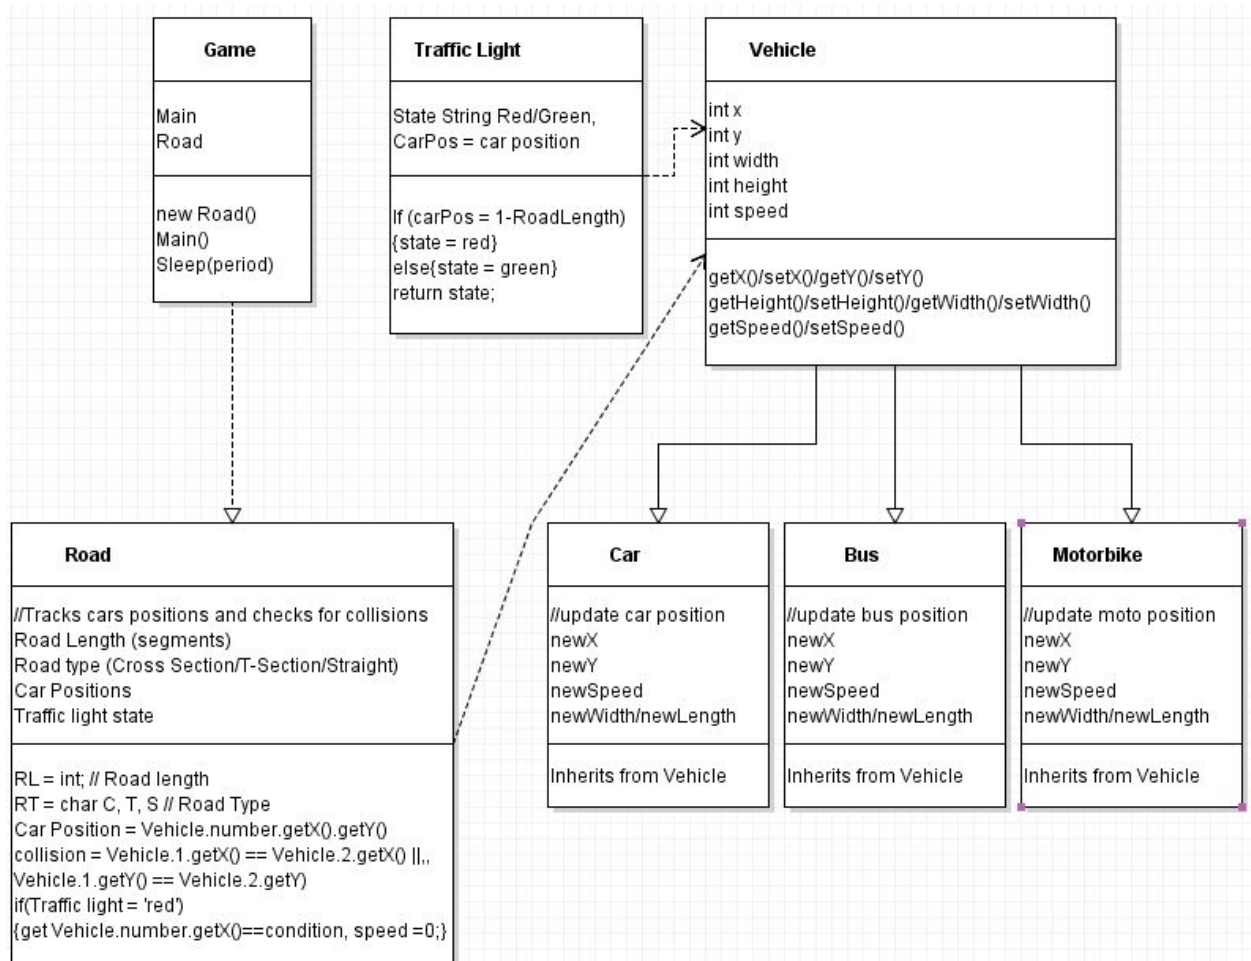 Game
Main
Road
new Road()
Main()
Sleep(period)
Traffic Light
State String Red/Green,
CarPos = car position
If (carPos = 1-RoadLength)
{state = red}
else{state = green}
return state;
Vehicle
int x
int y
int width
int height
int speed
getX()/setX()/getY()/setY()
getHeight()/setHeight()/getWidth()/setWidth()
getSpeed()/setSpeed()
Road
//Tracks cars positions and checks for collisions
Road Length (segments)
Road type (Cross Section/T-Section/Straight)
Car Positions
Traffic light state
RL = int; // Road length
RT = char C, T, S // Road Type
Car Position = Vehicle.number.getX().getY()
collision = Vehicle.1.getX() == Vehicle.2.getX() ||,,
Vehicle.1.getY() == Vehicle.2.getY)
if(Traffic light = 'red')
{get Vehicle.number.getX()==condition, speed =0;}
Car
//update car position
newX
newY
newSpeed
newWidth/newLength
Inherits from Vehicle
Bus
//update bus position
newX
newY
newSpeed
newWidth/newLength
Inherits from Vehicle
Motorbike
//update moto position
newX
newY
newSpeed
newWidth/newLength
Inherits from Vehicle